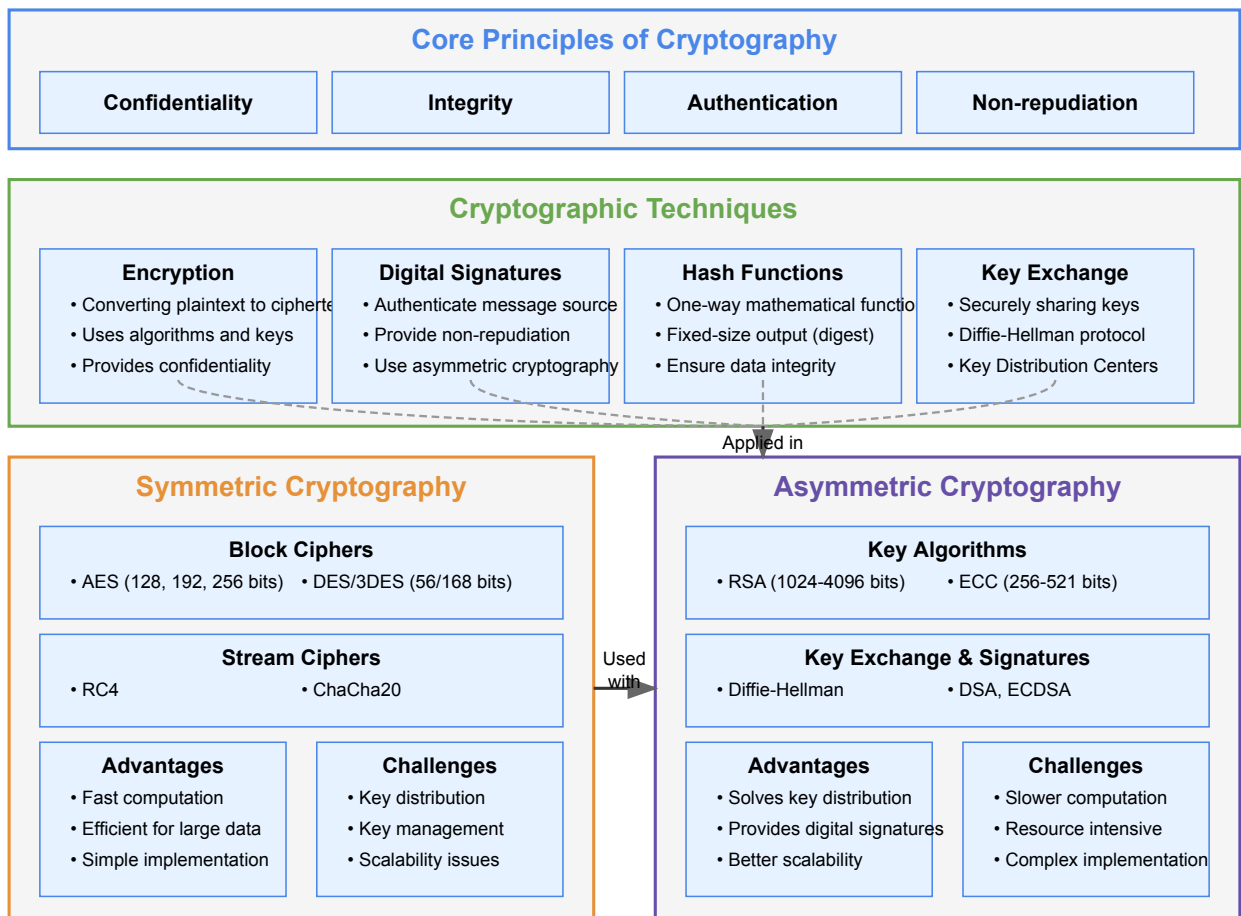 Core Principles of Cryptography
Confidentiality
Integrity
Authentication
Non-repudiation
Cryptographic Techniques
Encryption
• Converting plaintext to cipherte
• Uses algorithms and keys
• Provides confidentiality
Digital Signatures
• Authenticate message source
• Provide non-repudiation
• Use asymmetric cryptography
Hash Functions
• One-way mathematical functio
• Fixed-size output (digest)
• Ensure data integrity
Key Exchange
• Securely sharing keys
• Diffie-Hellman protocol
• Key Distribution Centers
Applied in
Symmetric Cryptography
Block Ciphers
• AES (128, 192, 256 bits) • DES/3DES (56/168 bits)
Stream Ciphers
• RC4 • ChaCha20
Advantages
• Fast computation
• Efficient for large data
• Simple implementation
Challenges
• Key distribution
• Key management
• Scalability issues
Used
with
Asymmetric Cryptography
Key Algorithms
• RSA (1024-4096 bits) • ECC (256-521 bits)
Key Exchange & Signatures
• Diffie-Hellman • DSA, ECDSA
Advantages
• Solves key distribution
• Provides digital signatures
• Better scalability
Challenges
• Slower computation
• Resource intensive
• Complex implementation